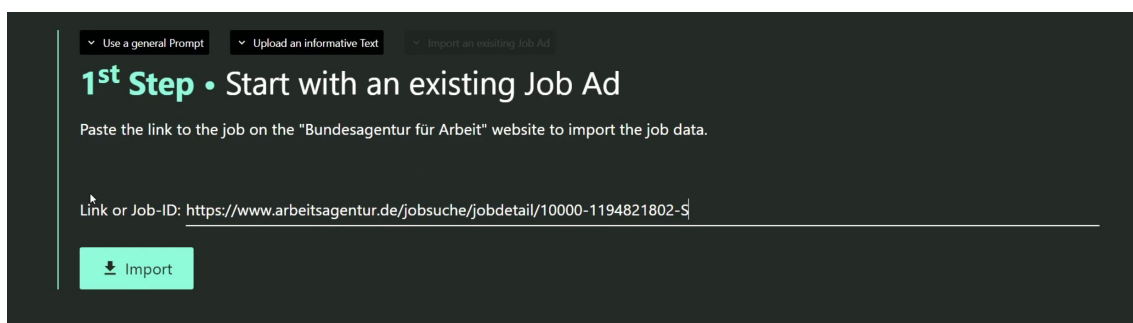 Use a general Prompt Upload an informative Text Import an exisiting Job Ad
1st Step • Start with an existing Job Ad
Paste the link to the job on the "Bundesagentur für Arbeit" website to import the job data.
Link or Job-ID: https://www.arbeitsagentur.de/jobsuche/jobdetail/10000-1194821802-S
Import